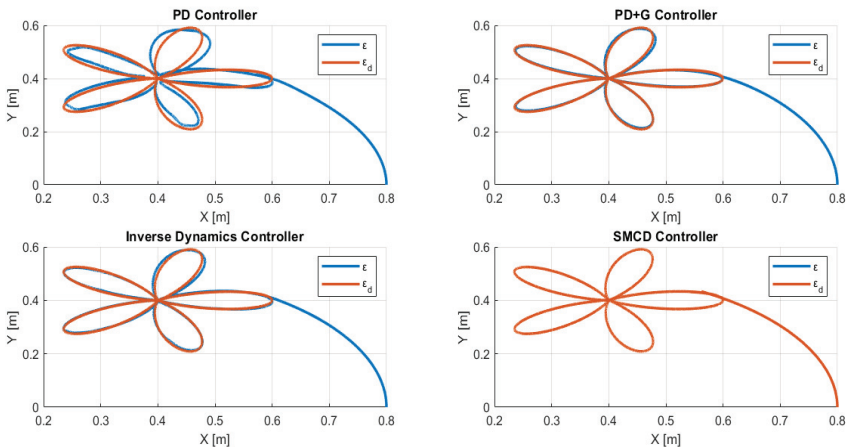 PD Controller
0.6
0.4
0.2
0
Y [m]
ε
ε_d
0.2 0.3 0.4 0.5 0.6 0.7 0.8
X [m]
PD+G Controller
0.6
0.4
0.2
0
Y [m]
ε
ε_d
0.2 0.3 0.4 0.5 0.6 0.7 0.8
X [m]
Inverse Dynamics Controller
0.6
0.4
0.2
0
Y [m]
ε
ε_d
0.2 0.3 0.4 0.5 0.6 0.7 0.8
X [m]
SMCD Controller
0.6
0.4
0.2
0
Y [m]
ε
ε_d
0.2 0.3 0.4 0.5 0.6 0.7 0.8
X [m]